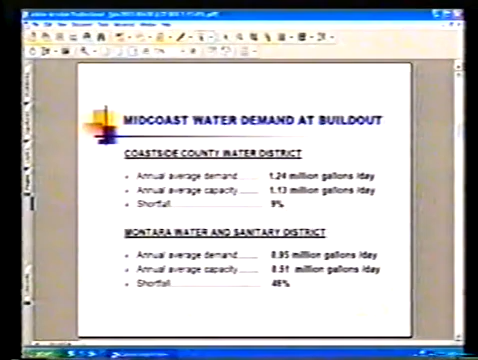 MIDCOAST WATER DEMAND AT BUILDOUT
COASTSIDE COUNTY WATER DISTRICT
Annual average demand...... 1.24 million gallons /day
Annual average capacity...... 1.13 million gallons /day
Shortfall 9%
MONTARA WATER AND SANITARY DISTRICT
Annual average demand...... 0.95 million gallons /day
Annual average capacity...... 0.51 million gallons /day
Shortfall 46%